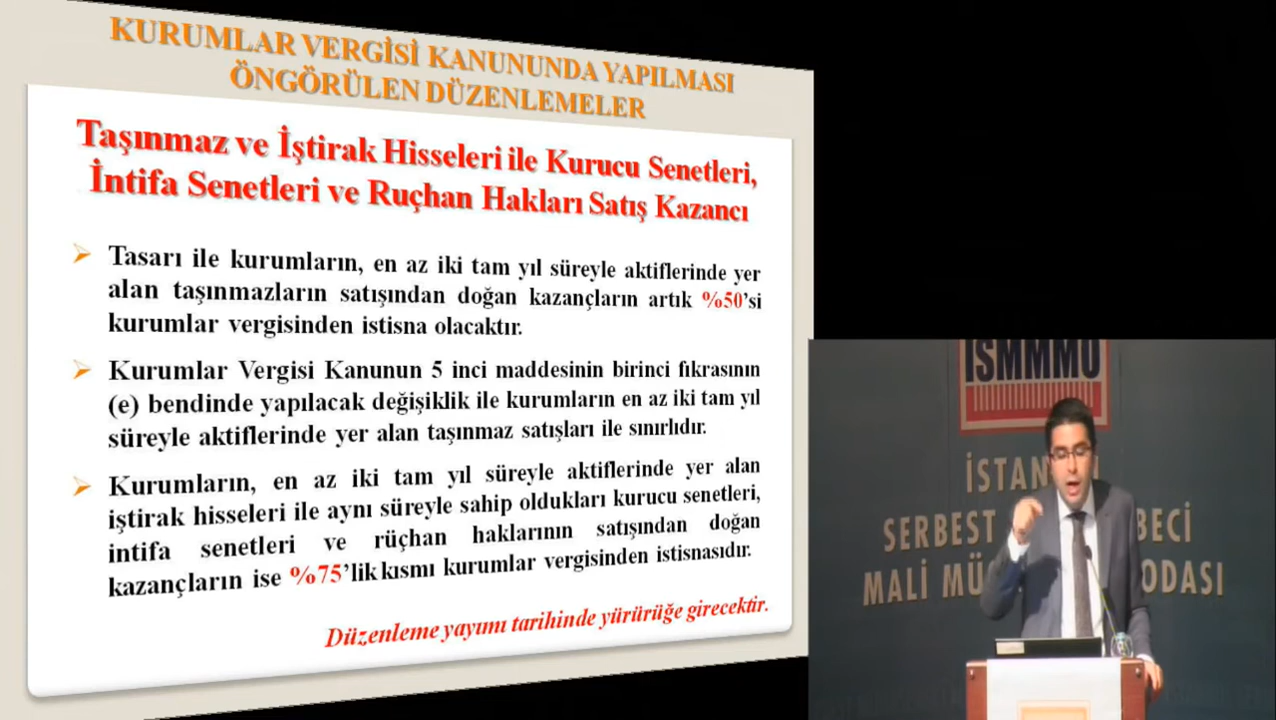 KURUMLAR VERGİSİ KANUNUNDA YAPILMASI
ÖNGÖRÜLEN DÜZENLEMELER
Taşınmaz ve İştirak Hisseleri ile Kurucu Senetleri,
İntifa Senetleri ve Ruçhan Hakları Satış Kazancı
Tasarı ile kurumların, en az iki tam yıl süreyle aktiflerinde yer
alan taşınmazların satışından doğan kazançların artık %50’si
kurumlar vergisinden istisna olacaktır.
Kurumlar Vergisi Kanunun 5 inci maddesinin birinci fıkrasının
(e) bendinde yapılacak değişiklik ile kurumların en az iki tam yıl
süreyle aktiflerinde yer alan taşınmaz satışları ile sınırlıdır.
Kurumların, en az iki tam yıl süreyle aktiflerinde yer alan
iştirak hisseleri ile aynı süreyle sahip oldukları kurucu senetleri,
intifa senetleri ve rüçhan haklarının satışından doğan
kazançların ise %75’lik kısmı kurumlar vergisinden istisnasıdır.
Düzenleme yayımı tarihinde yürürüğe girecektir.
İSMMMO
İSTAN
SERBEST BECİ
MALİ MÜ ODASI